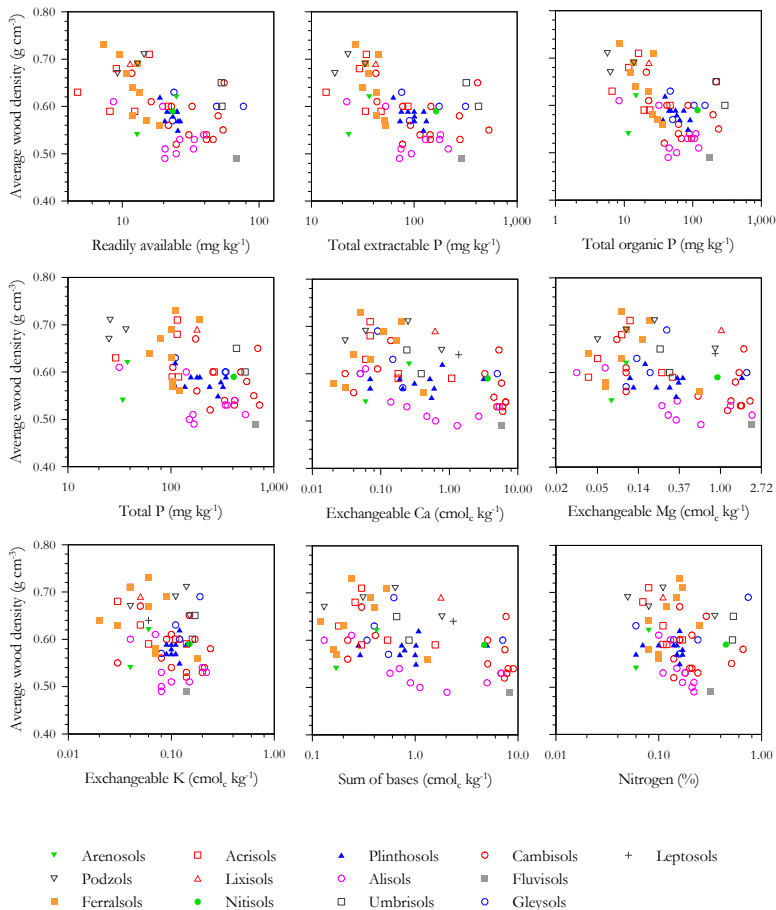 Average wood density (g cm-3)
0.80
0.70
0.60
0.50
0.40
10 100
Readily available (mg kg-1)
10 100 1,000
Total extractable P (mg kg-1)
1 10 100 1,000
Total organic P (mg kg-1)
Average wood density (g cm-3)
0.80
0.70
0.60
0.50
0.40
10 100 1,000
Total P (mg kg-1)
0.01 0.10 1.00 10.00
Exchangeable Ca (cmolc kg-1)
0.02 0.05 0.14 0.37 1.00 2.72
Exchangeable Mg (cmolc kg-1)
Average wood density (g cm-3)
0.80
0.70
0.60
0.50
0.40
0.01 0.10 1.00
Exchangeable K (cmolc kg-1)
0.1 1.0 10.0
Sum of bases (cmolc kg-1)
0.01 0.10 1.00
Nitrogen (%)
Arenosols Acrisols Plinthosols Cambisols Leptosols
Podzols Lixisols Alisols Fluvisols
Ferralsols Nitisols Umbrisols Gleysols